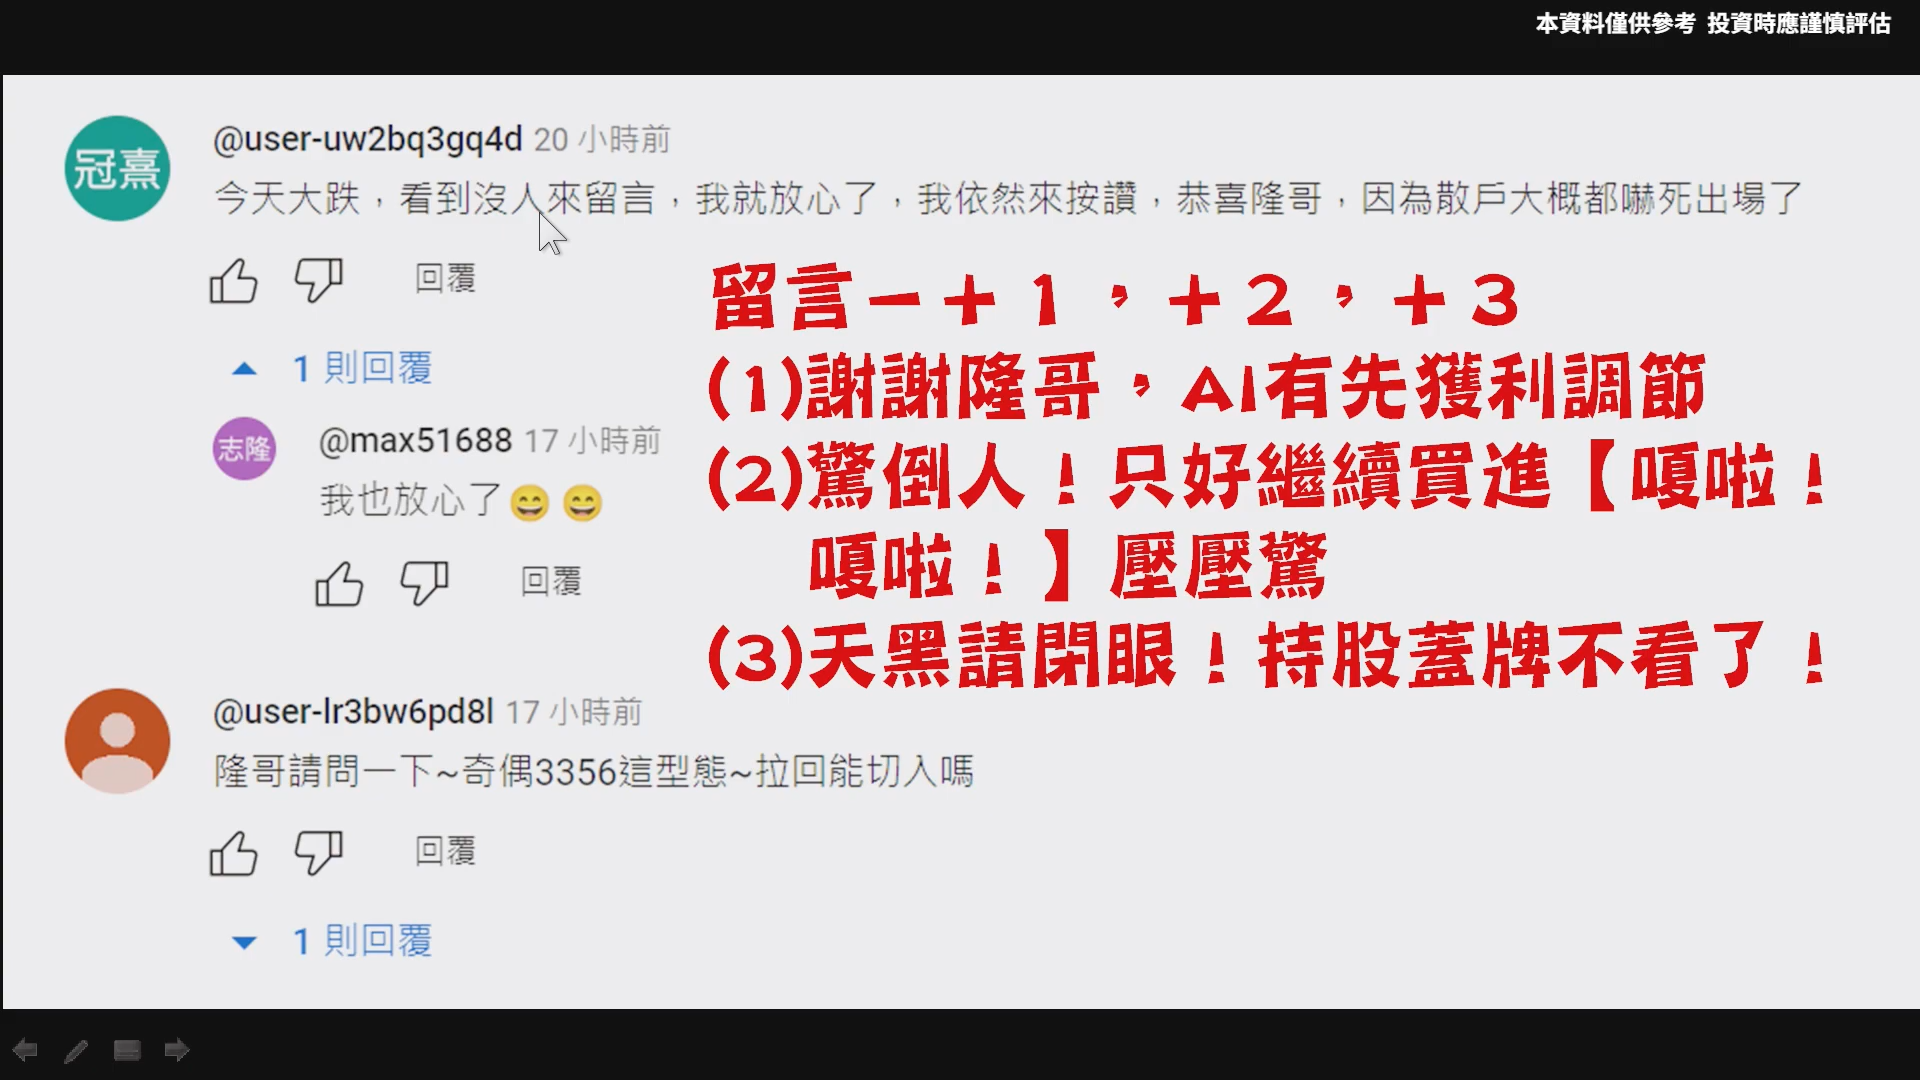 本資料僅供參考 投資時應謹慎評估
冠熹
@user-uw2bq3gq4d 20 小時前
今天大跌，看到沒人來留言，我就放心了，我依然來按讚，恭喜隆哥，因為散戶大概都嚇死出場了
回覆
1 則回覆
志隆
@max51688 17 小時前
我也放心了😄 😄
回覆
留言－＋１，＋２，＋３
(1)謝謝隆哥，AI有先獲利調節
(2)驚倒人！只好繼續買進【嘎啦！
嘎啦！】壓壓驚
(3)天黑請閉眼！持股蓋牌不看了！
@user-lr3bw6pd8l 17 小時前
隆哥請問一下~奇偶3356這型態~拉回能切入嗎
回覆
1 則回覆